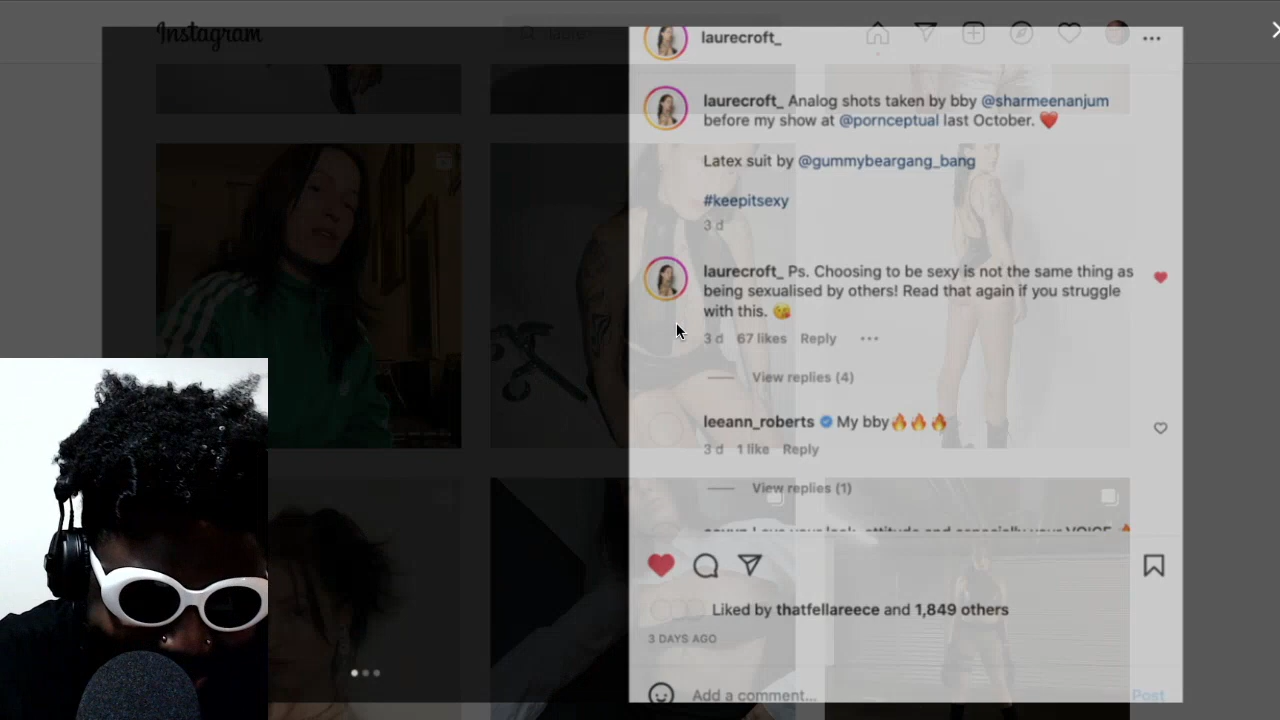 Instagram
laurecroft_
laurecroft_ Analog shots taken by bby @sharmeenanjum
before my show at @pornceptual last October. ❤️
Latex suit by @gummybeargang_bang
#keepitsexy
3 d
laurecroft_ Ps. Choosing to be sexy is not the same thing as
being sexualised by others! Read that again if you struggle
with this. 😘
3 d 67 likes Reply
View replies (4)
leeann_roberts My bby🔥🔥🔥
3 d 1 like Reply
View replies (1)
Liked by thatfellareece and 1,849 others
3 DAYS AGO
Add a comment... Post